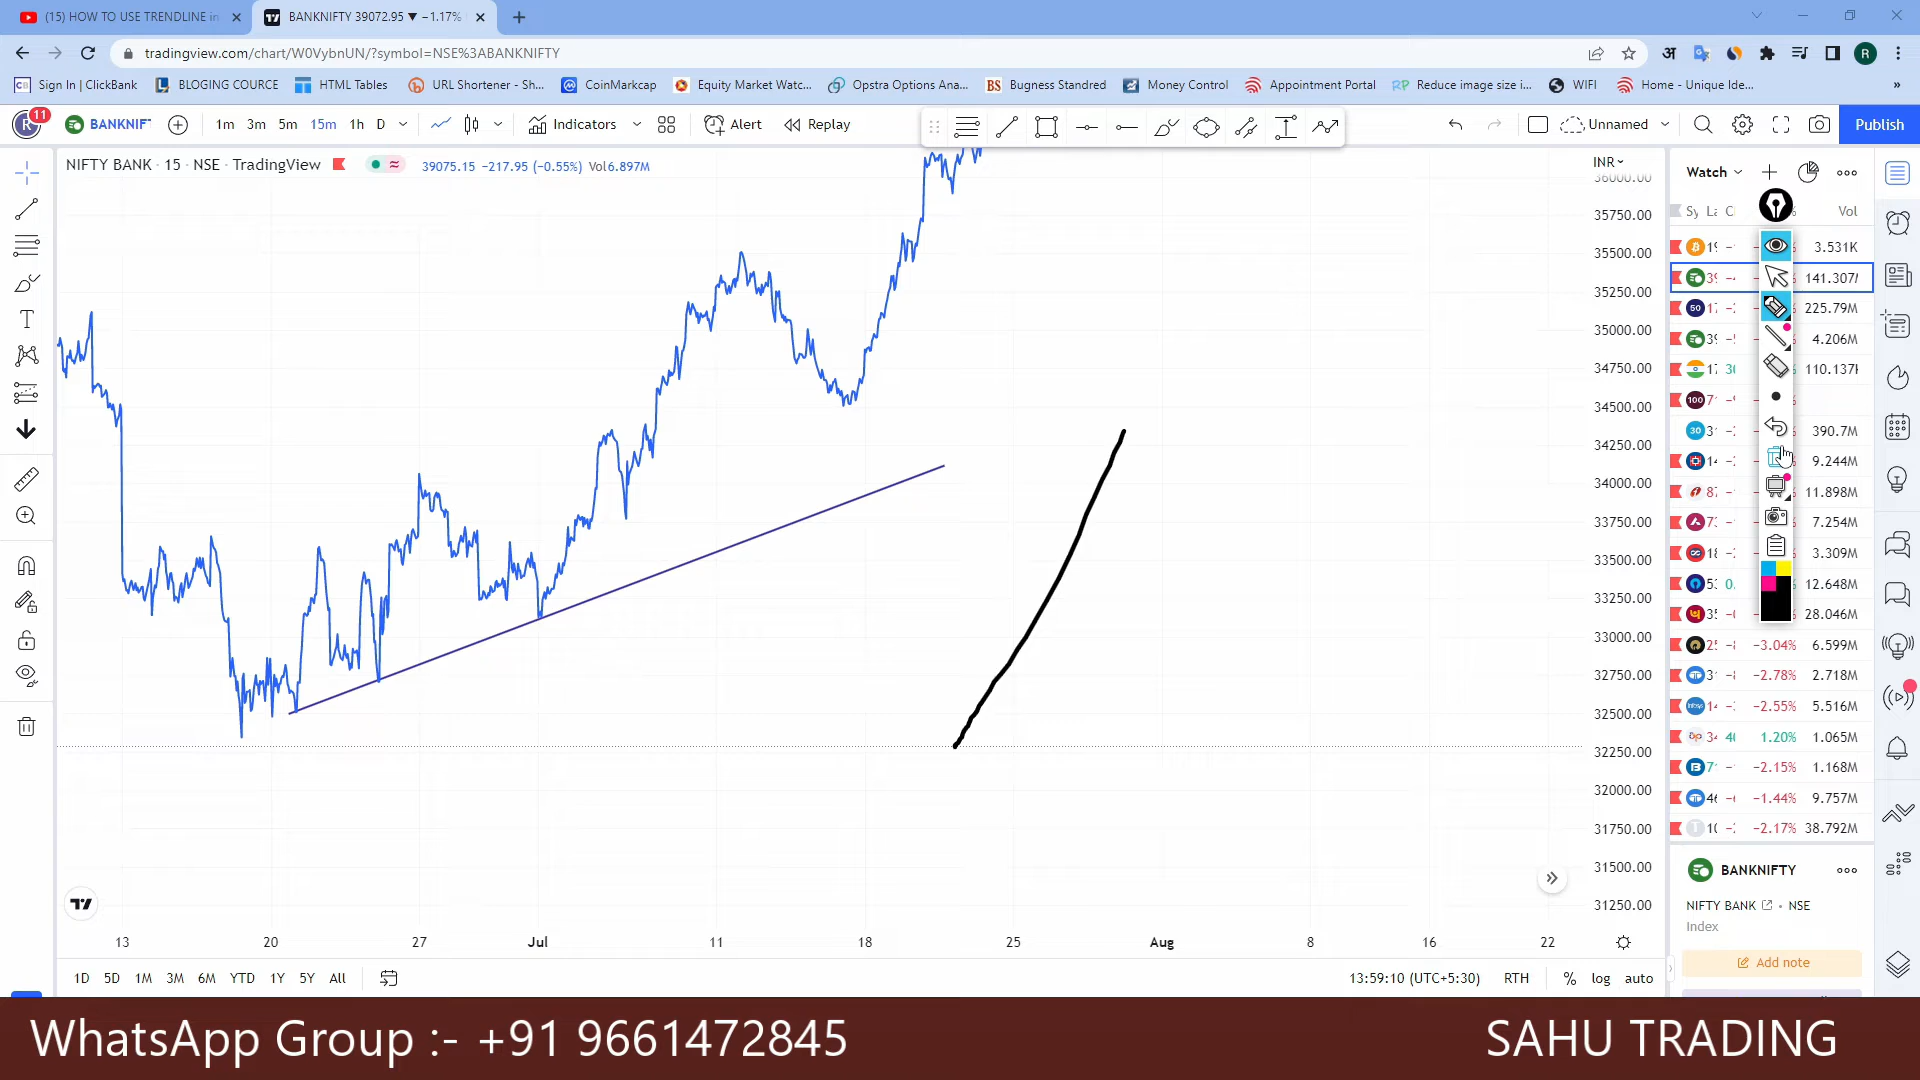 (15) HOW TO USE TRENDLINE in
BANKNIFTY 39072.95 ▼ −1.17%
tradingview.com/chart/W0VybnUN/?symbol=NSE%3ABANKNIFTY
Sign In | ClickBank
BLOGING COURCE
HTML Tables
URL Shortener - Sh...
CoinMarkcap
Equity Market Watc...
Opstra Options Ana...
Bugness Standred
Money Control
Appointment Portal
Reduce image size i...
WIFI
Home - Unique Ide...
11
BANKNIF
1m 3m 5m 15m 1h D
Indicators
Alert
Replay
Unnamed
Publish
NIFTY BANK · 15 · NSE · TradingView
39075.15 −217.95 (−0.55%) Vol6.897M
INR
36000.00
35750.00
35500.00
35250.00
35000.00
34750.00
34500.00
34250.00
34000.00
33750.00
33500.00
33250.00
33000.00
32750.00
32500.00
32250.00
32000.00
31750.00
31500.00
31250.00
13 20 27 Jul 11 18 25 Aug 8 16 22
1D 5D 1M 3M 6M YTD 1Y 5Y All
13:59:10 (UTC+5:30) RTH % log auto
Watch
Vol
3.531K
141.307
225.79M
4.206M
110.137
390.7M
9.244M
11.898M
7.254M
3.309M
12.648M
28.046M
−3.04% 6.599M
−2.78% 2.718M
−2.55% 5.516M
1.20% 1.065M
−2.15% 1.168M
−1.44% 9.757M
−2.17% 38.792M
BANKNIFTY
NIFTY BANK · NSE
Index
Add note
WhatsApp Group :- +91 9661472845
SAHU TRADING